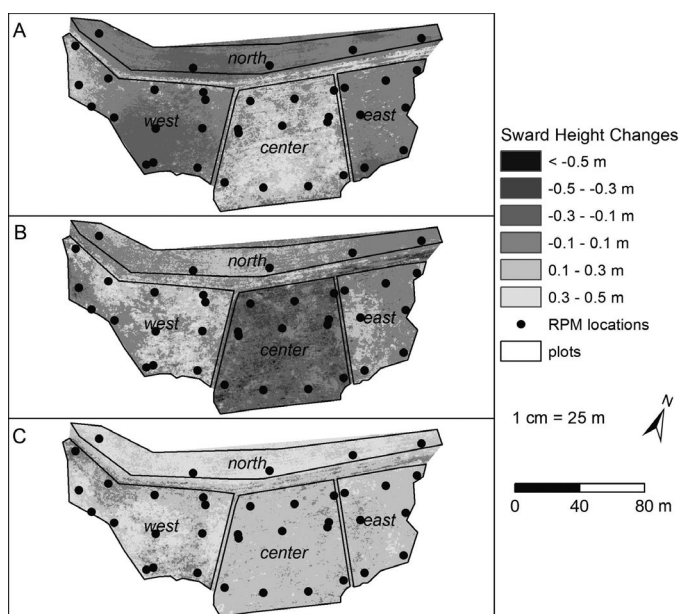 A
north
west
center
east
B
north
west
center
east
C
north
west
center
east
Sward Height Changes
< -0.5 m
-0.5 - -0.3 m
-0.3 - -0.1 m
-0.1 - 0.1 m
0.1 - 0.3 m
0.3 - 0.5 m
RPM locations
plots
1 cm = 25 m
N
0 40 80 m